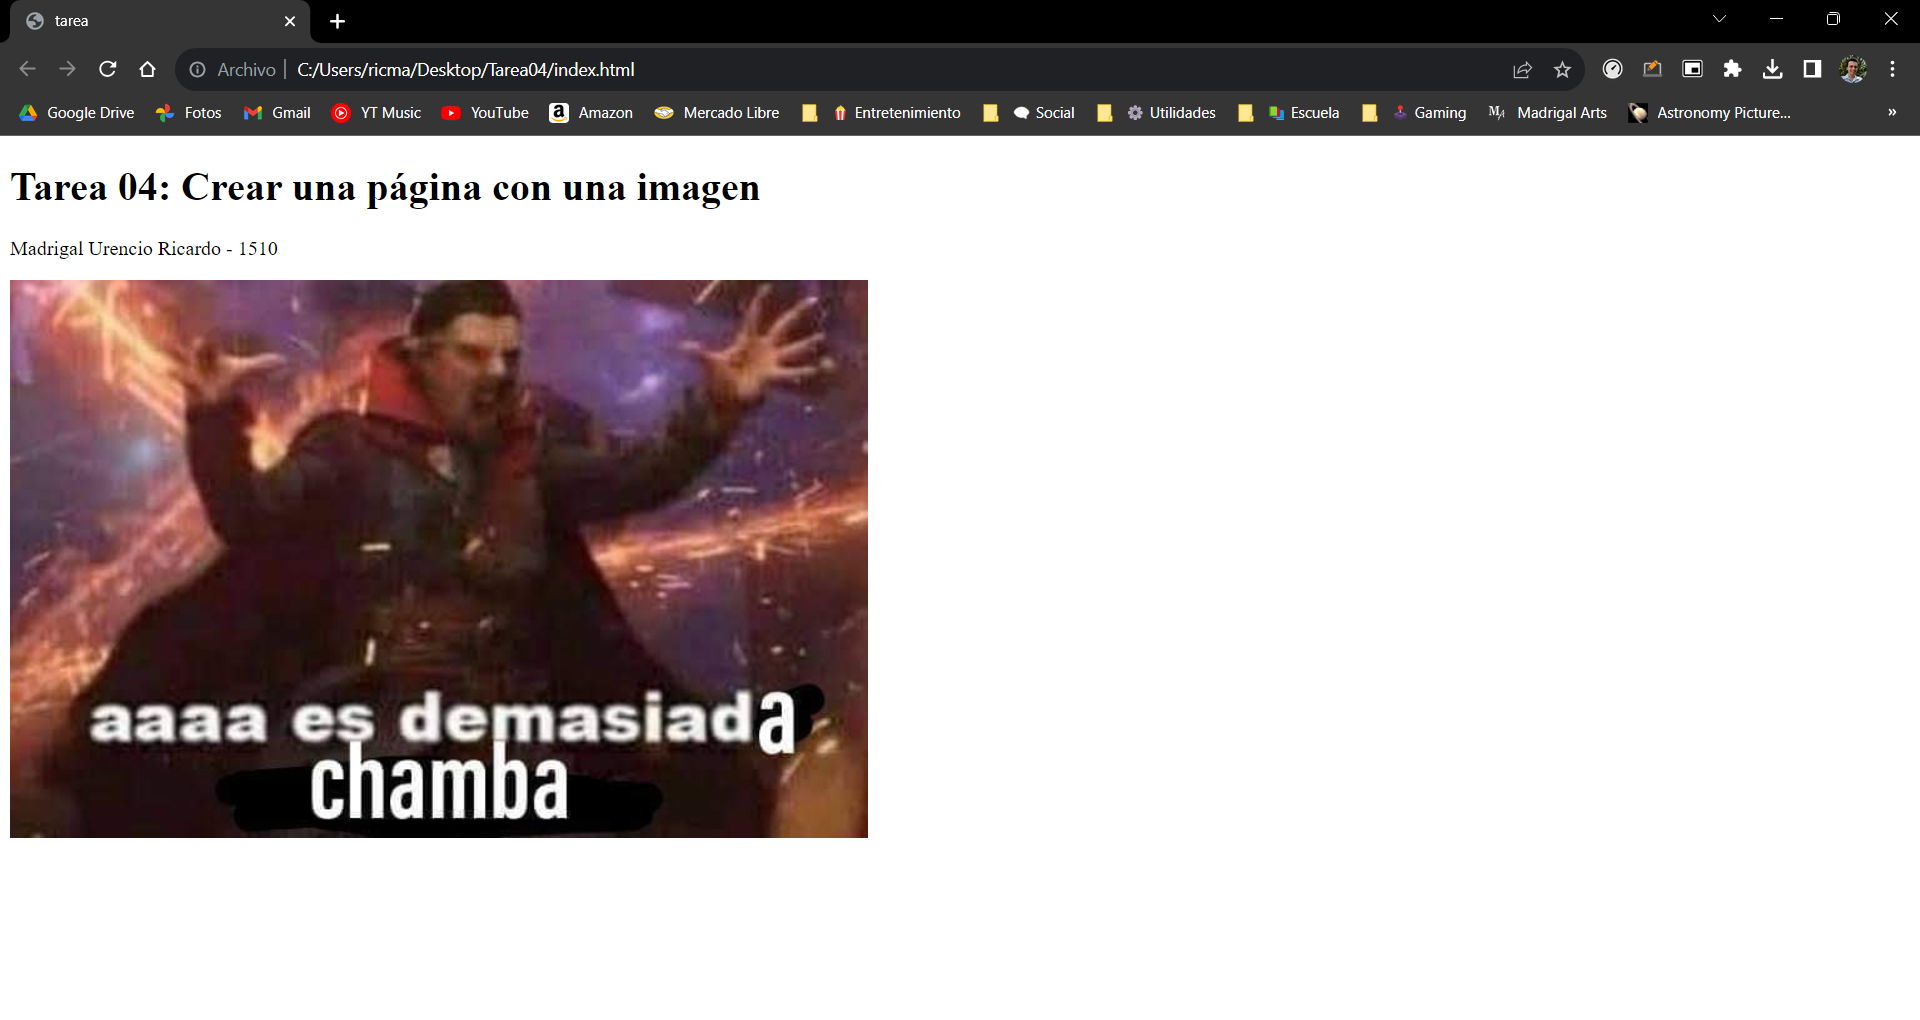 tarea
Archivo C:/Users/ricma/Desktop/Tarea04/index.html
Google Drive Fotos Gmail YT Music YouTube Amazon Mercado Libre Entretenimiento Social Utilidades Escuela Gaming Madrigal Arts Astronomy Picture... »
Tarea 04: Crear una página con una imagen
Madrigal Urencio Ricardo - 1510
aaaa es demasiada
chamba